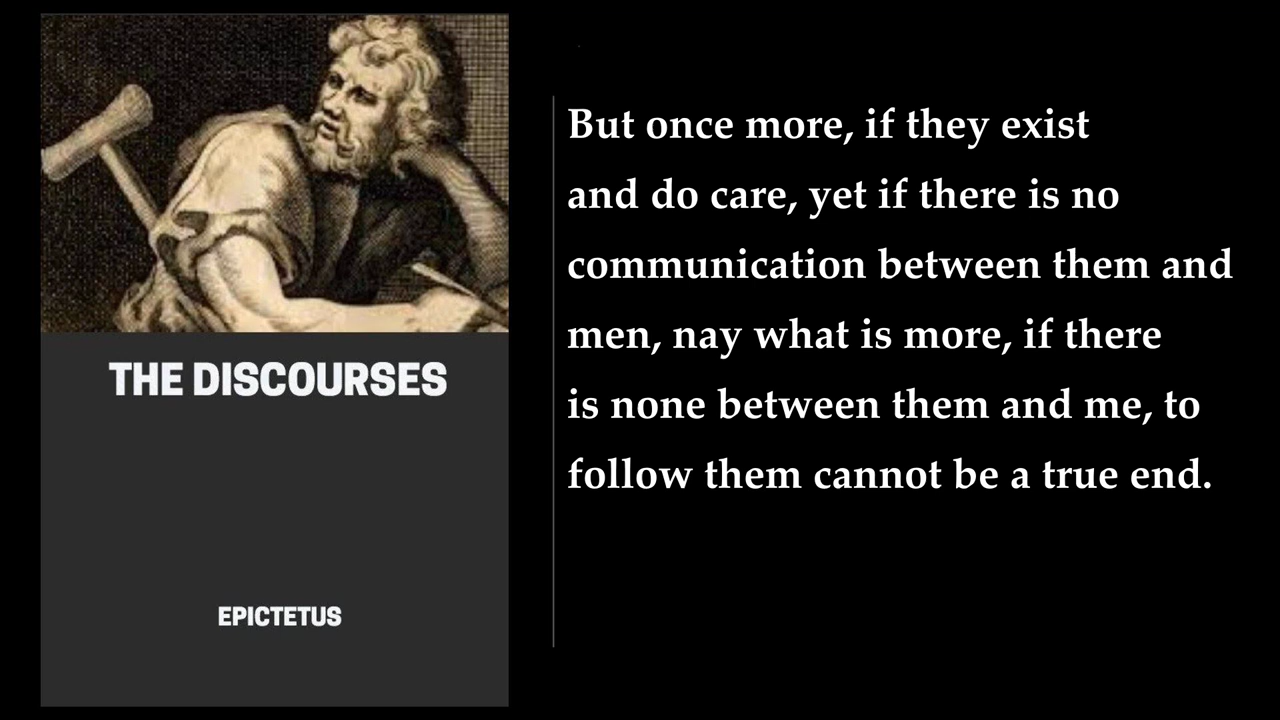 THE DISCOURSES
EPICTETUS
But once more, if they exist
and do care, yet if there is no
communication between them and
men, nay what is more, if there
is none between them and me, to
follow them cannot be a true end.